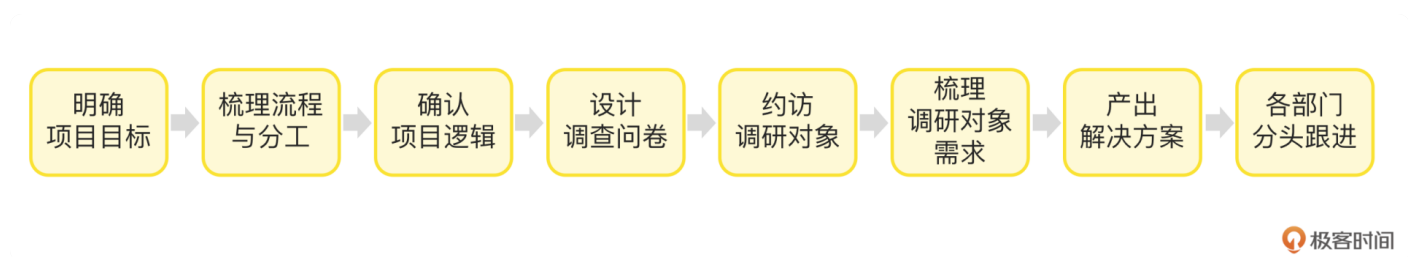 明确
项目目标
梳理流程
与分工
确认
项目逻辑
设计
调查问卷
约访
调研对象
梳理
调研对象
需求
产出
解决方案
各部门
分头跟进
极客时间